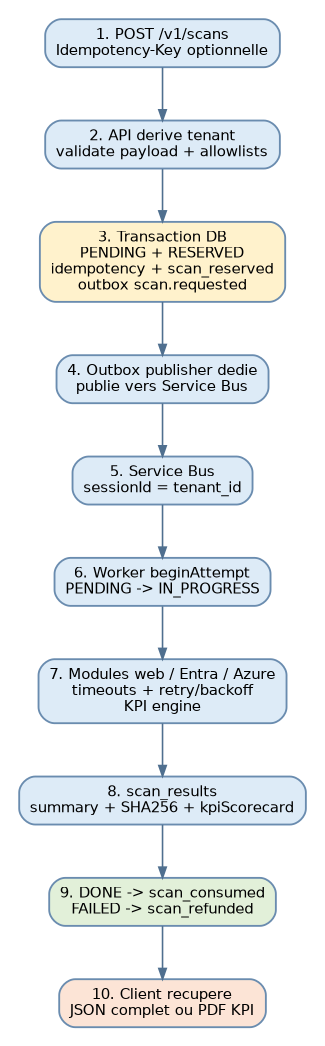 1. POST /v1/scans
Idempotency-Key optionnelle
2. API derive tenant
validate payload + allowlists
3. Transaction DB
PENDING + RESERVED
idempotency + scan_reserved
outbox scan.requested
4. Outbox publisher dedie
publie vers Service Bus
5. Service Bus
sessionId = tenant_id
6. Worker beginAttempt
PENDING -> IN_PROGRESS
7. Modules web / Entra / Azure
timeouts + retry/backoff
KPI engine
8. scan_results
summary + SHA256 + kpiScorecard
9. DONE -> scan_consumed
FAILED -> scan_refunded
10. Client recupere
JSON complet ou PDF KPI